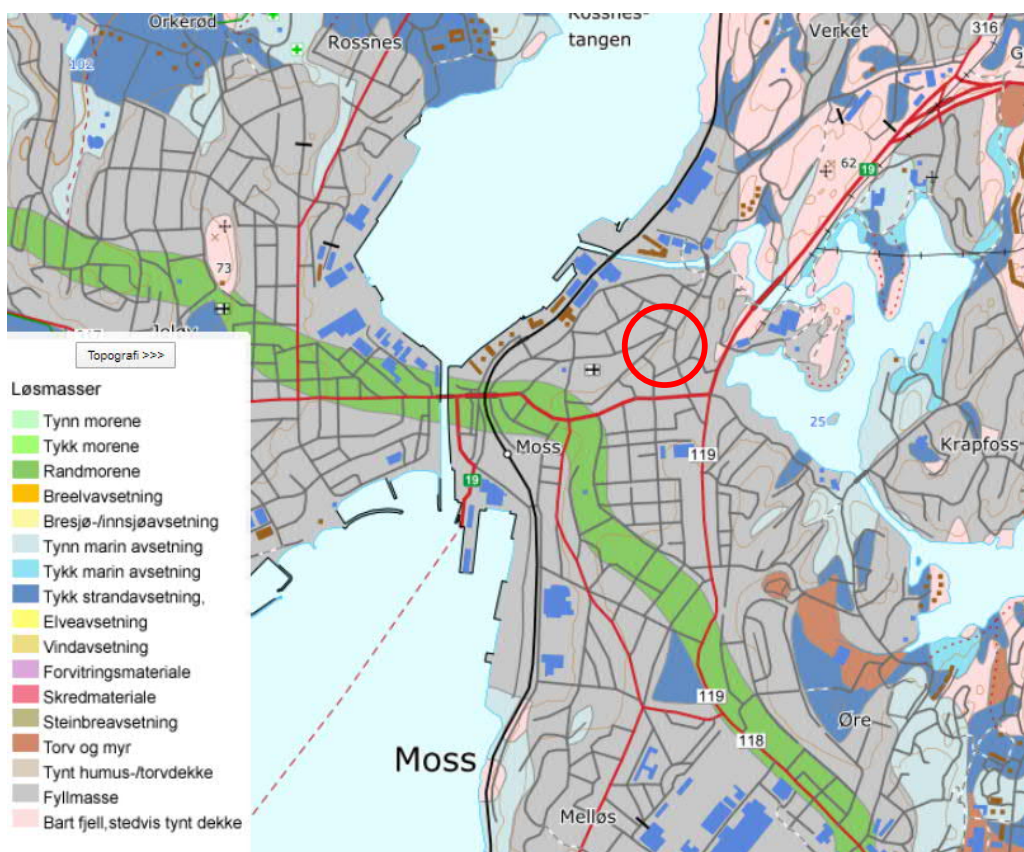 Orkerød
Rossnes
Rossnes-
tangen
Verket
316
G
102
62
19
73
Jeløy
Topografi >>>
Løsmasser
Tynn morene
Tykk morene
Randmorene
Breelvavsetning
Bresjø-/innsjøavsetning
Tynn marin avsetning
Tykk marin avsetning
Tykk strandavsetning,
Elveavsetning
Vindavsetning
Forvitringsmateriale
Skredmateriale
Steinbreavsetning
Torv og myr
Tynt humus-/torvdekke
Fyllmasse
Bart fjell,stedvis tynt dekke
25
Krapfoss
Moss
119
19
119
118
Øre
Moss
Melløs